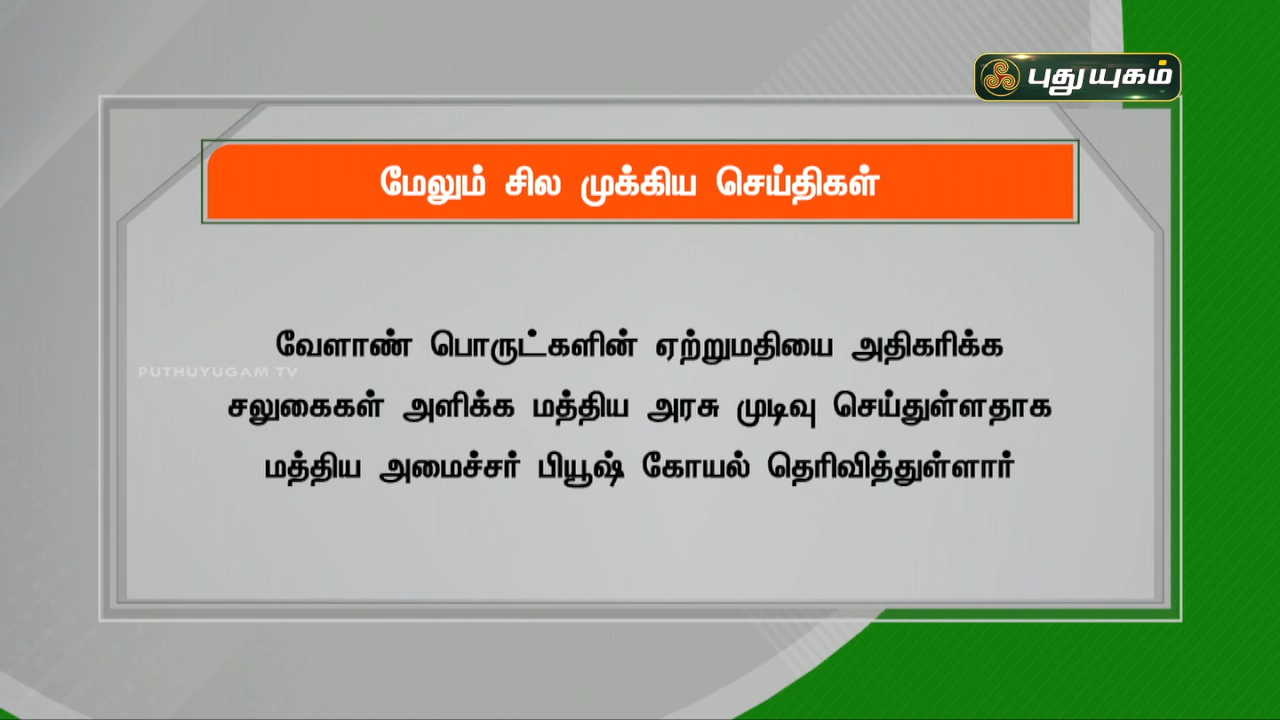 புதுயுகம்
மேலும் சில முக்கிய செய்திகள்
வேளாண் பொருட்களின் ஏற்றுமதியை அதிகரிக்க
PUTHUYUGAM TV
சலுகைகள் அளிக்க மத்திய அரசு முடிவு செய்துள்ளதாக
மத்திய அமைச்சர் பியூஷ் கோயல் தெரிவித்துள்ளார்